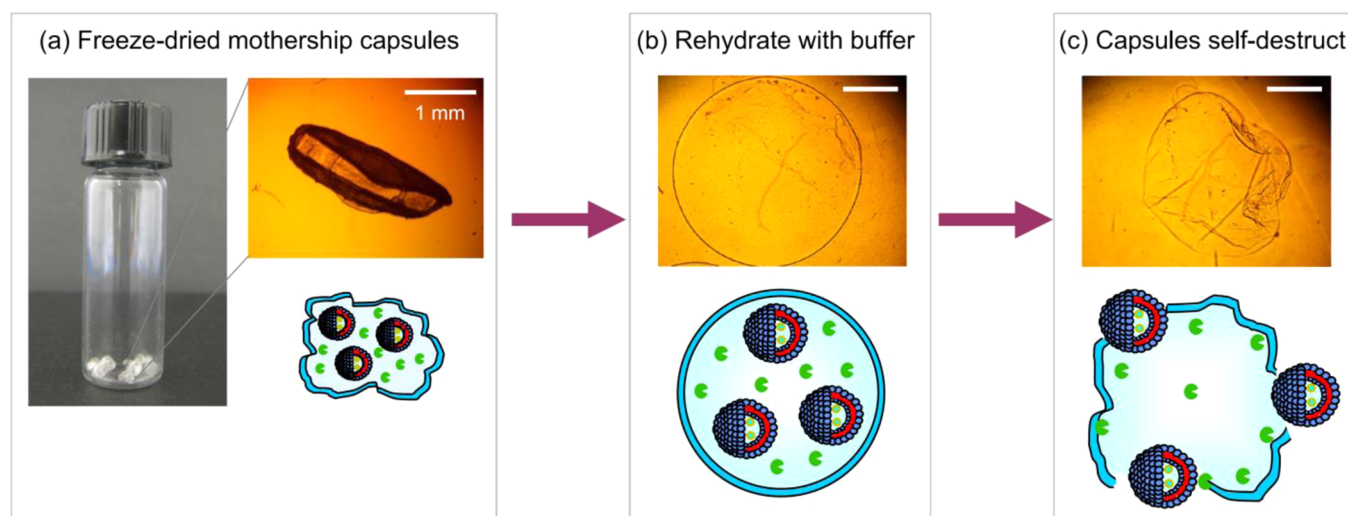 (a) Freeze-dried mothership capsules
(b) Rehydrate with buffer
(c) Capsules self-destruct
1 mm